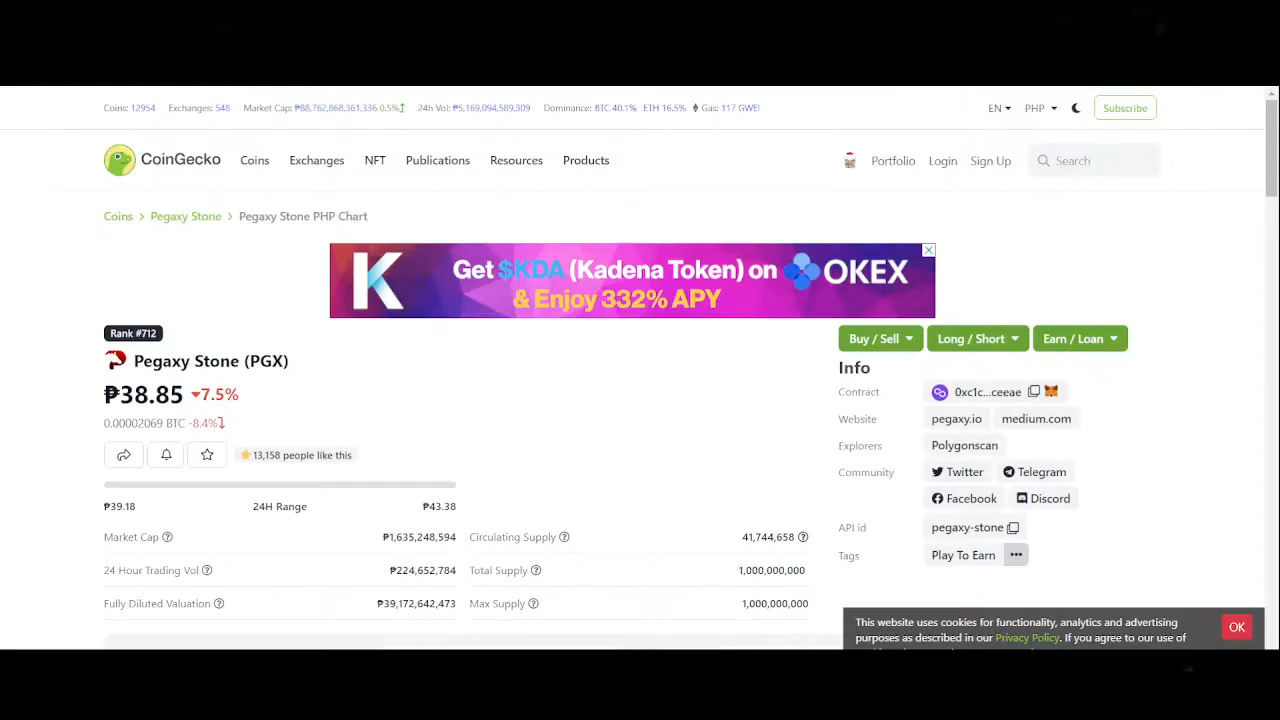 Coins: 12954 Exchanges: 548 Market Cap: ₱88,762,868,361,336 0.5% 24h Vol: ₱5,169,094,589,309 Dominance: BTC 40.1% ETH 16.5% Gas: 117 GWEI EN PHP Subscribe
CoinGecko Coins Exchanges NFT Publications Resources Products Portfolio Login Sign Up Search
Coins > Pegaxy Stone > Pegaxy Stone PHP Chart
K Get $KDA (Kadena Token) on OKEX
& Enjoy 332% APY
Rank #712
Pegaxy Stone (PGX)
₱38.85 7.5%
0.00002069 BTC -8.4%
13,158 people like this
₱39.18 24H Range ₱43.38
Market Cap ₱1,635,248,594 Circulating Supply 41,744,658
24 Hour Trading Vol ₱224,652,784 Total Supply 1,000,000,000
Fully Diluted Valuation ₱39,172,642,473 Max Supply 1,000,000,000
Buy / Sell Long / Short Earn / Loan
Info
Contract 0xc1c...ceeae
Website pegaxy.io medium.com
Explorers Polygonscan
Community Twitter Telegram
Facebook Discord
API id pegaxy-stone
Tags Play To Earn •••
This website uses cookies for functionality, analytics and advertising
purposes as described in our Privacy Policy. If you agree to our use of
OK